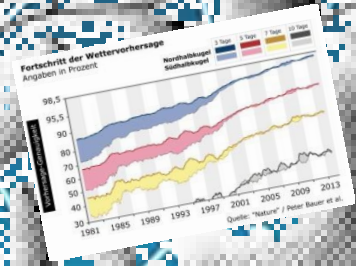 Fortschritt der Wettervorhersage
Angaben in Prozent
3 Tage 5 Tage 7 Tage 10 Tage
Nordhalbkugel
Südhalbkugel
Vorhersage-Genauigkeit
98,5
95,5
90
80
70
60
50
40
30
1981 1985 1989 1993 1997 2001 2005 2009 2013
Quelle: "Nature" / Peter Bauer et al.